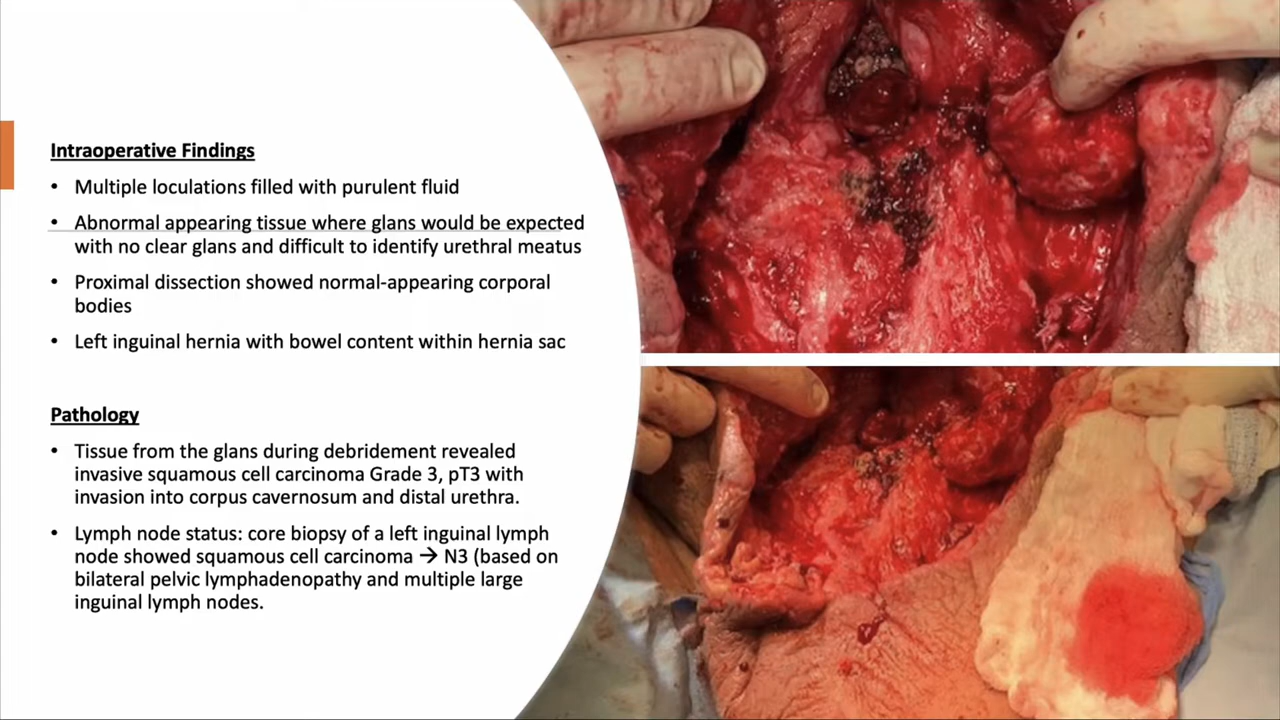 Intraoperative Findings
• Multiple loculations filled with purulent fluid
• Abnormal appearing tissue where glans would be expected
with no clear glans and difficult to identify urethral meatus
• Proximal dissection showed normal-appearing corporal
bodies
• Left inguinal hernia with bowel content within hernia sac
Pathology
• Tissue from the glans during debridement revealed
invasive squamous cell carcinoma Grade 3, pT3 with
invasion into corpus cavernosum and distal urethra.
• Lymph node status: core biopsy of a left inguinal lymph
node showed squamous cell carcinoma → N3 (based on
bilateral pelvic lymphadenopathy and multiple large
inguinal lymph nodes.